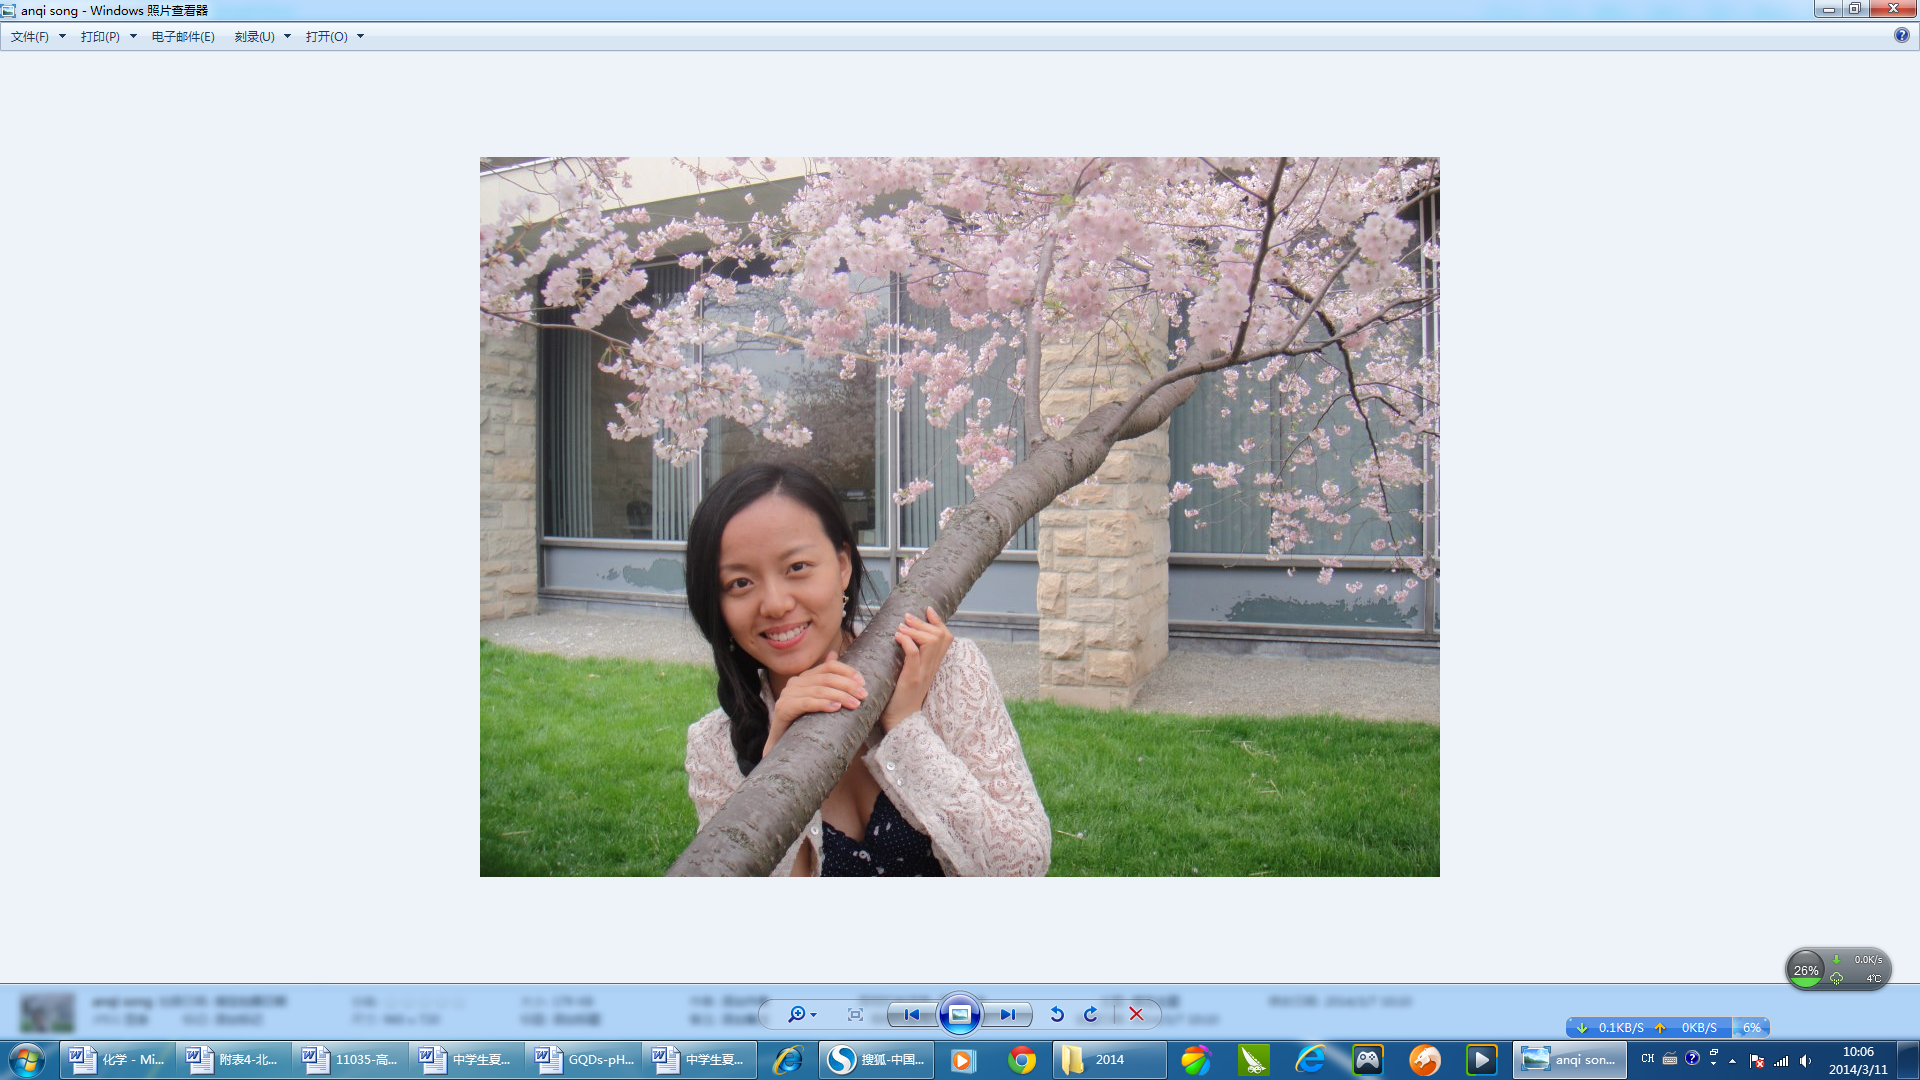 anqi song - Windows 照片查看器
文件(F) 打印(P) 电子邮件(E) 刻录(U) 打开(O)
26%
0.0K/s
4℃
0.1KB/S 0KB/S 6%
化学 - Mi...
附表4-北...
11035-高...
中学生夏...
GQDs-pH...
中学生夏...
搜狐-中国...
2014
anqi son...
CH
10:06
2014/3/11